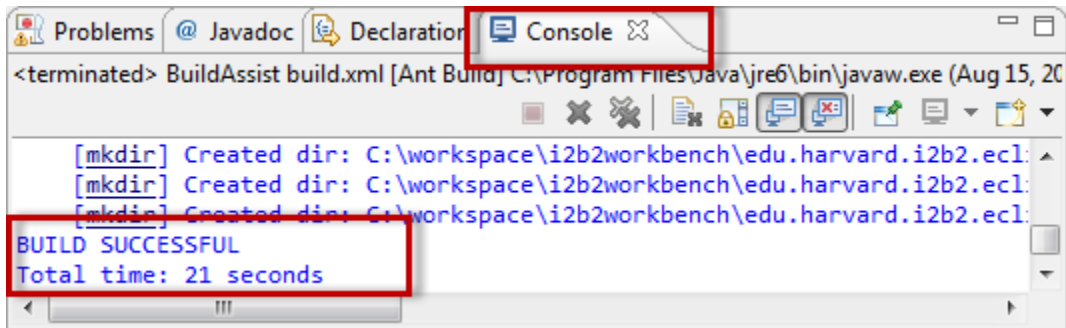 Problems @ Javadoc Declaration Console
<terminated> BuildAssist build.xml [Ant Build] C:\Program Files\Java\jre6\bin\javaw.exe (Aug 15, 20
[mkdir] Created dir: C:\workspace\i2b2workbench\edu.harvard.i2b2.ecl
[mkdir] Created dir: C:\workspace\i2b2workbench\edu.harvard.i2b2.ecl
[mkdir] Created dir: C:\workspace\i2b2workbench\edu.harvard.i2b2.ecl
BUILD SUCCESSFUL
Total time: 21 seconds